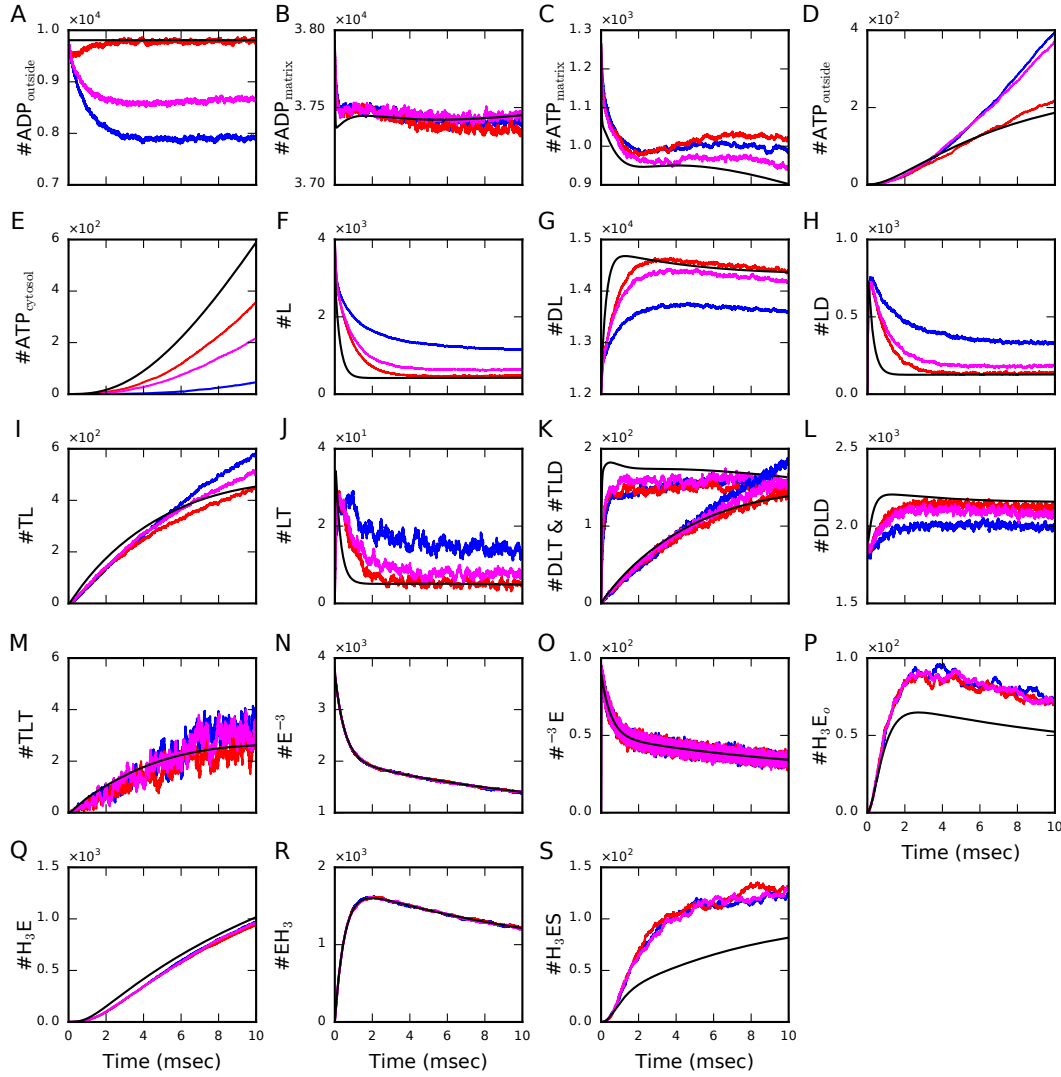 A B C D
×10⁴ ×10⁴ ×10³ ×10²
#ADP_outside #ADP_matrix #ATP_matrix #ATP_outside
1.0 3.80 1.3 4
0.9 1.2
0.8 3.75 1.1 2
0.7 3.70 1.0 0
0.9
E F G H
×10² ×10³ ×10⁴ ×10³
#ATP_cytosol #L #DL #LD
6 4 1.5 1.0
4 1.4
2 2 1.3 0.5
0 0 1.2 0.0
I J K L
×10² ×10¹ ×10² ×10³
#TL #LT #DLT & #TLD #DLD
6 4 2 2.5
4
2 2 1 2.0
0 0 0 1.5
M N O P
×10³ ×10² ×10²
#TLT #E⁻³ #⁻³E #H₃Eₒ
6 4 1.0 1.0
4 3
2 2 0.5 0.5
0 1 0.0 0.0
0 2 4 6 8 10
Time (msec)
Q R S
×10³ ×10³ ×10²
#H₃E #EH₃ #H₃ES
1.5 2 1.5
1.0 1.0
0.5 1 0.5
0.0 0 0.0
0 2 4 6 8 10 0 2 4 6 8 10 0 2 4 6 8 10
Time (msec) Time (msec) Time (msec)